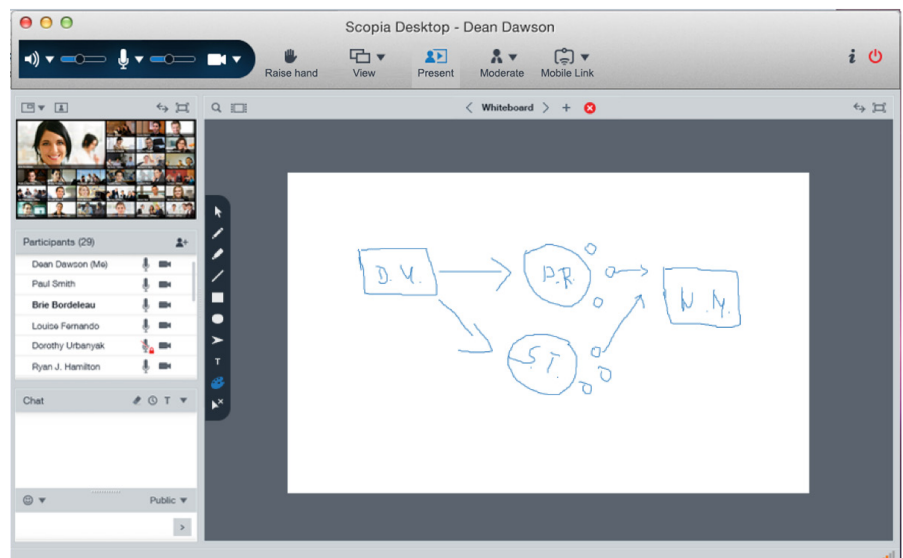 Scopia Desktop - Dean Dawson
Raise hand
View
Present
Moderate
Mobile Link
i
Whiteboard
Participants (29)
Dean Dawson (Me)
Paul Smith
Brie Bordeleau
Louise Fernando
Dorothy Urbanyak
Ryan J. Hamilton
Chat
T
Public
T
P.R.
S.T.